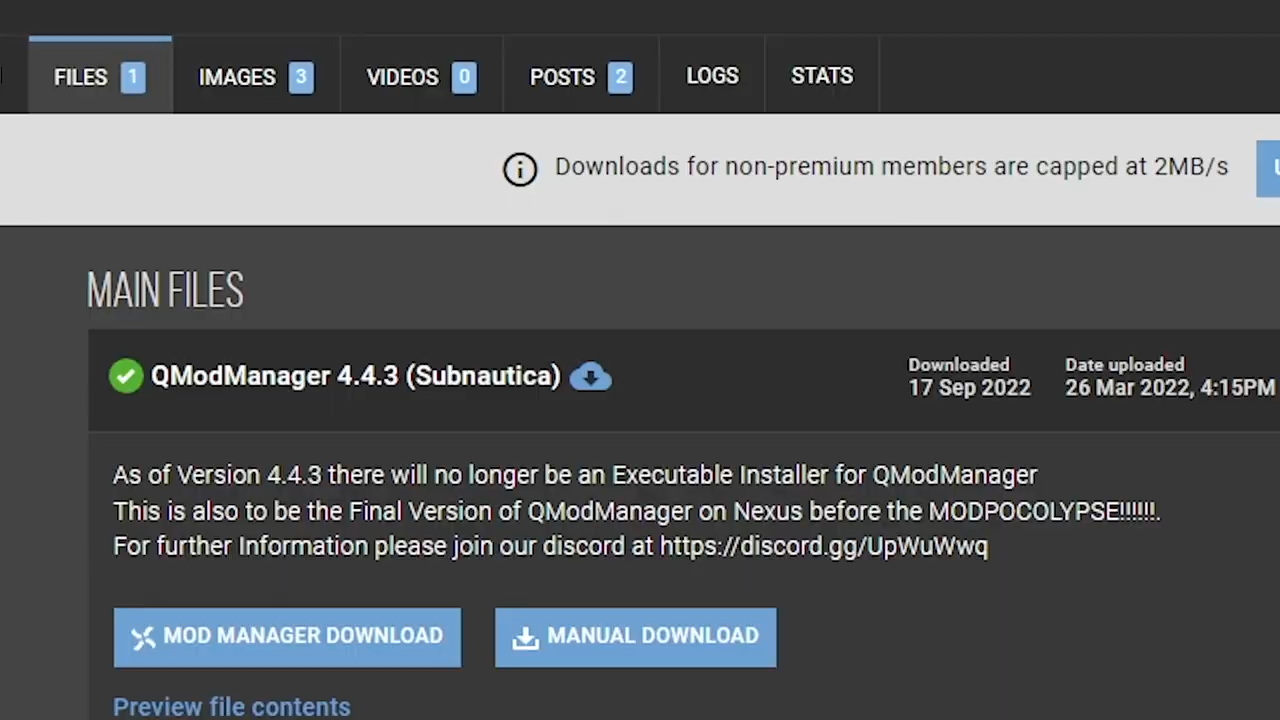 FILES 1 IMAGES 3 VIDEOS 0 POSTS 2 LOGS STATS
Downloads for non-premium members are capped at 2MB/s
MAIN FILES
QModManager 4.4.3 (Subnautica)
Downloaded
17 Sep 2022
Date uploaded
26 Mar 2022, 4:15PM
As of Version 4.4.3 there will no longer be an Executable Installer for QModManager
This is also to be the Final Version of QModManager on Nexus before the MODPOCOLYPSE!!!!!!.
For further Information please join our discord at https://discord.gg/UpWuWwq
MOD MANAGER DOWNLOAD MANUAL DOWNLOAD
Preview file contents